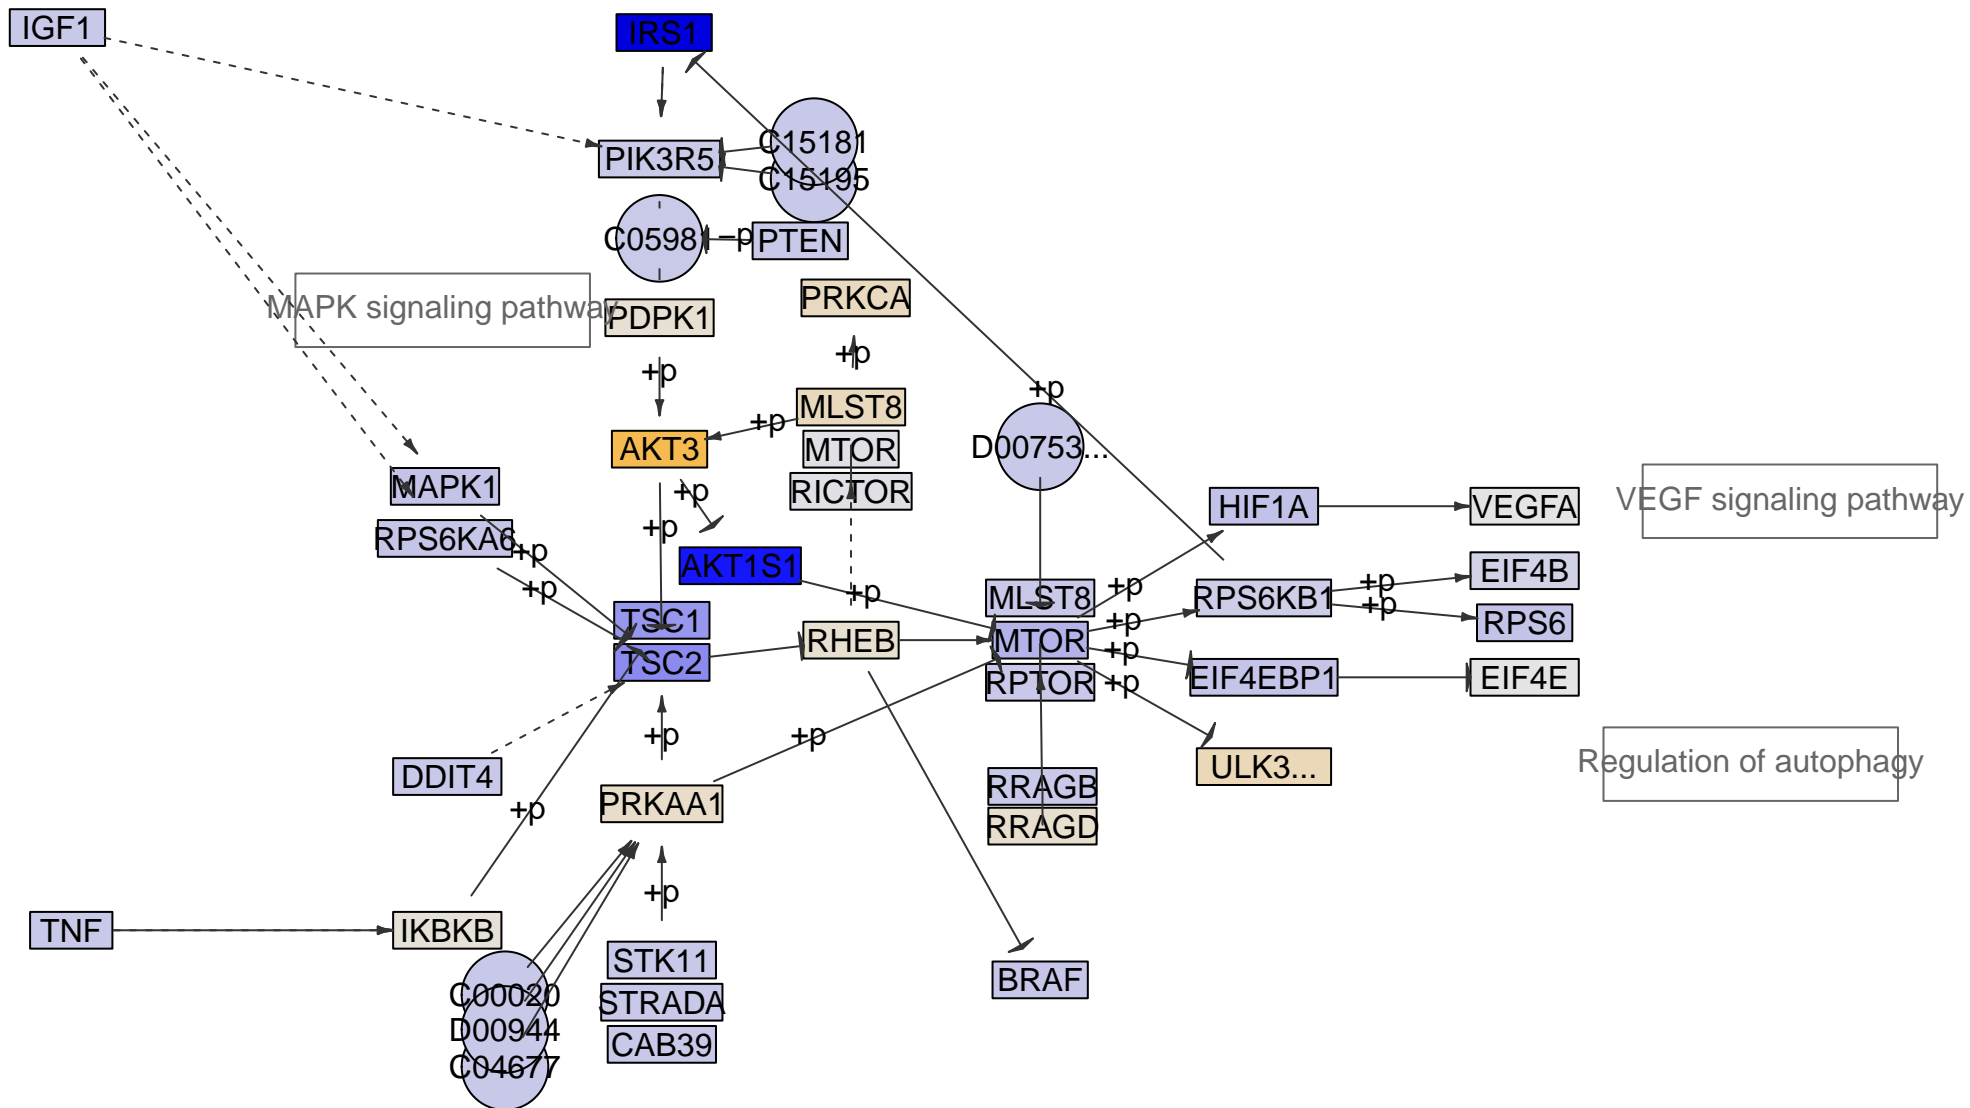 IGF1
IRS1
C15181
PIK3R5
C15195
C05981
−p
PTEN
PRKCA
MAPK signaling pathway
PDPK1
+p
+p
+p
MLST8
+p
AKT3
MTOR
D00753...
MAPK1
+p
RICTOR
VEGF signaling pathway
HIF1A
VEGFA
+p
RPS6KA6
+p
AKT1S1
EIF4B
+p
+p
+p
+p
MLST8
RPS6KB1
+p
TSC1
+p
RPS6
RHEB
MTOR
+p
TSC2
EIF4EBP1
EIF4E
RPTOR
+p
+p
+p
ULK3...
Regulation of autophagy
DDIT4
RRAGB
PRKAA1
+p
RRAGD
+p
TNF
IKBKB
STK11
BRAF
C00020
STRADA
D00944
CAB39
C04677